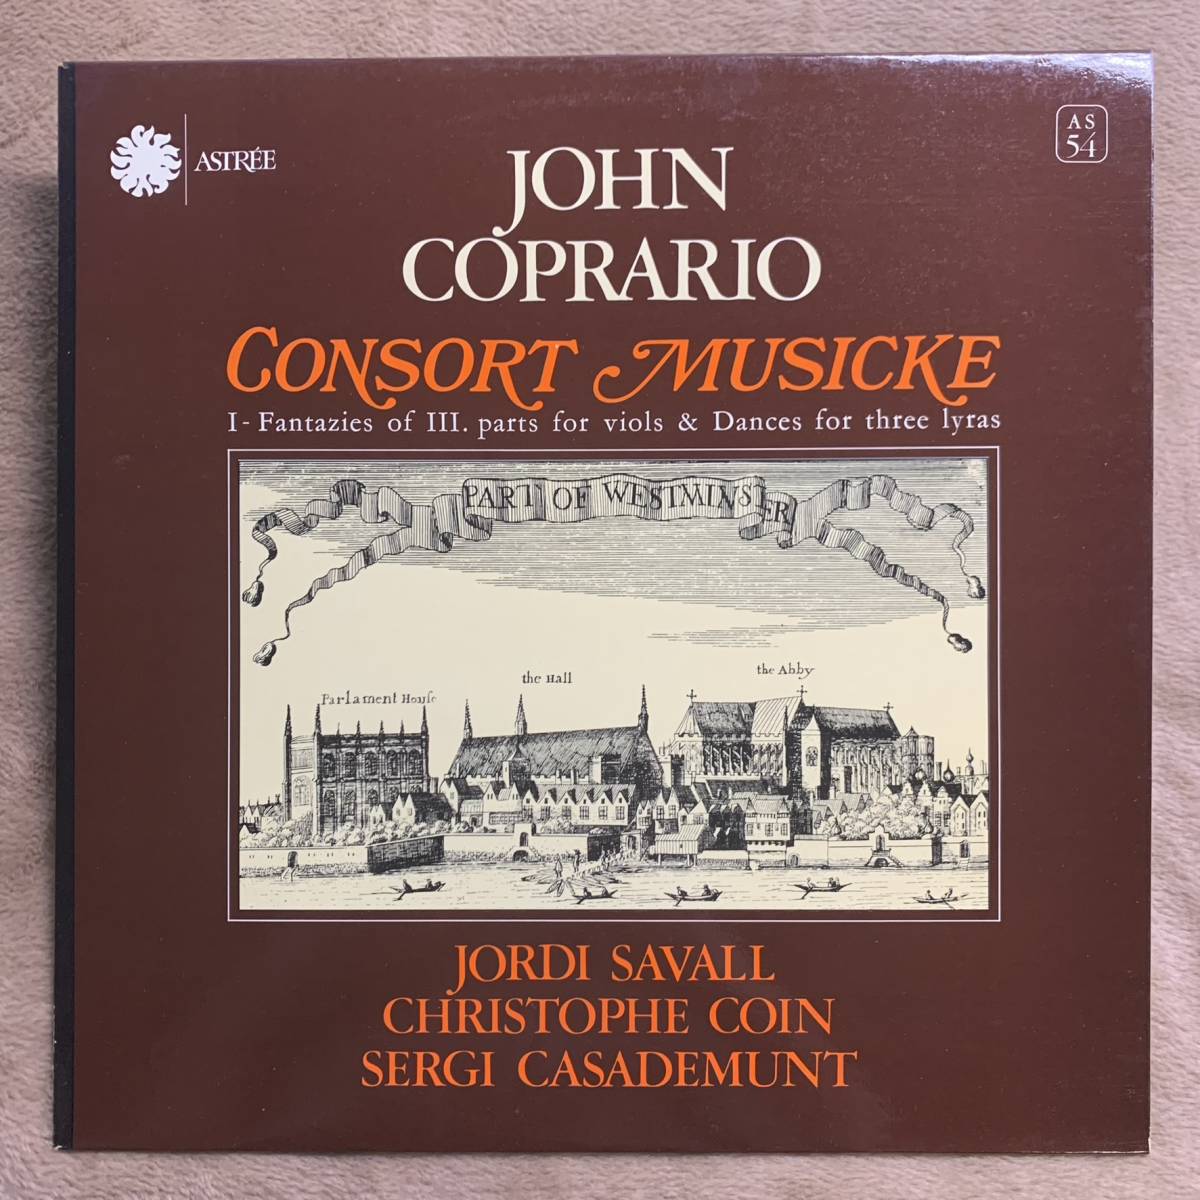 ASTRÉE
AS
54
JOHN
COPRARIO
CONSORT MUSICKE
I - Fantazies of III. parts for viols & Dances for three lyras
PART OF WESTMINSTER
Parlament House
the Hall
the Abby
JORDI SAVALL
CHRISTOPHE COIN
SERGI CASADEMUNT